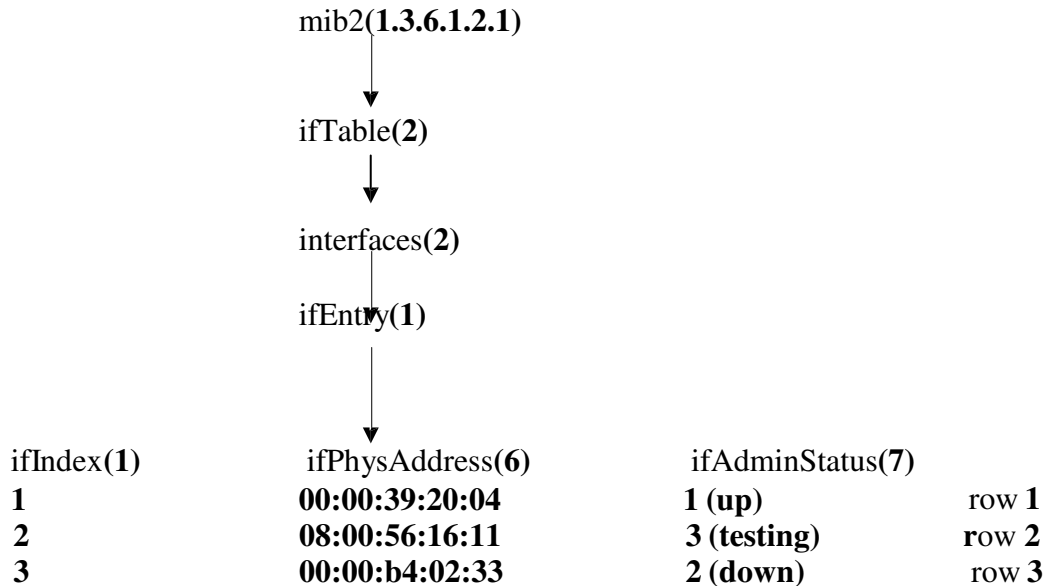 mib2(1.3.6.1.2.1)
ifTable(2)
interfaces(2)
ifEntry(1)
ifIndex(1) ifPhysAddress(6) ifAdminStatus(7)
1 00:00:39:20:04 1 (up) row 1
2 08:00:56:16:11 3 (testing) row 2
3 00:00:b4:02:33 2 (down) row 3